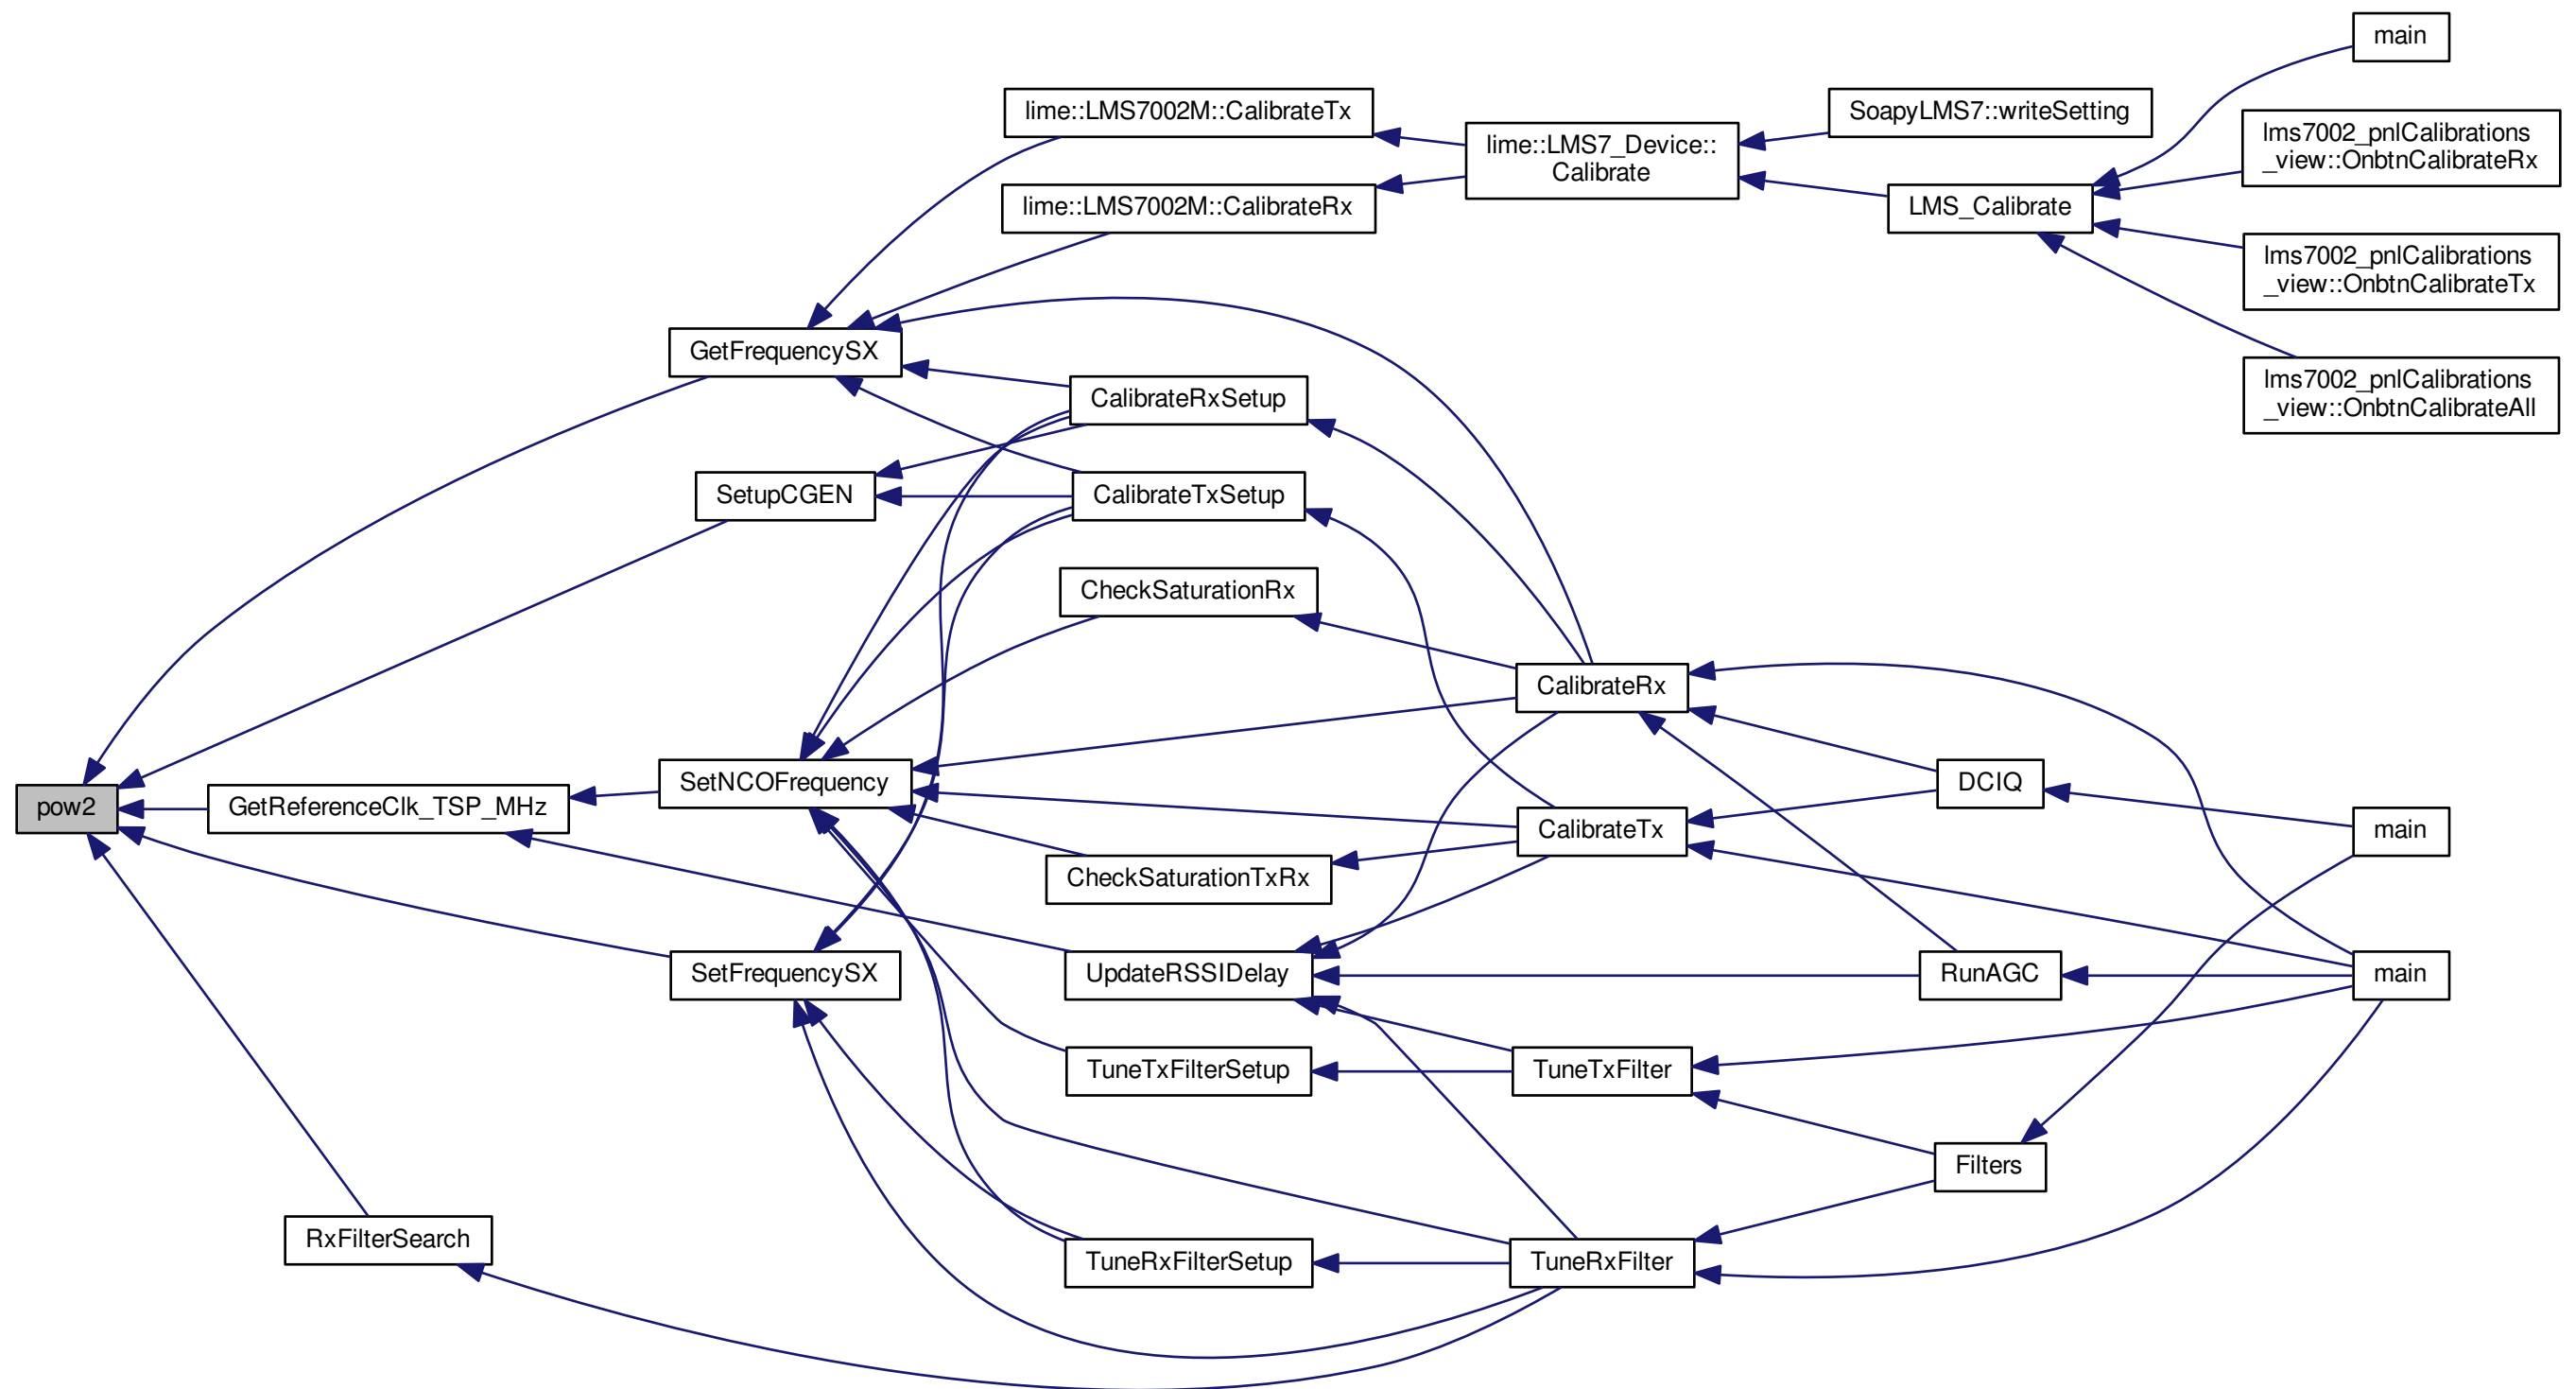 main
lime::LMS7002M::CalibrateTx
SoapyLMS7::writeSetting
lms7002_pnlCalibrations
_view::OnbtnCalibrateRx
lime::LMS7_Device::
Calibrate
lime::LMS7002M::CalibrateRx
LMS_Calibrate
lms7002_pnlCalibrations
_view::OnbtnCalibrateTx
GetFrequencySX
lms7002_pnlCalibrations
_view::OnbtnCalibrateAll
CalibrateRxSetup
SetupCGEN
CalibrateTxSetup
CheckSaturationRx
CalibrateRx
pow2
GetReferenceClk_TSP_MHz
SetNCOFrequency
DCIQ
CalibrateTx
main
CheckSaturationTxRx
SetFrequencySX
UpdateRSSIDelay
RunAGC
main
TuneTxFilterSetup
TuneTxFilter
Filters
RxFilterSearch
TuneRxFilterSetup
TuneRxFilter